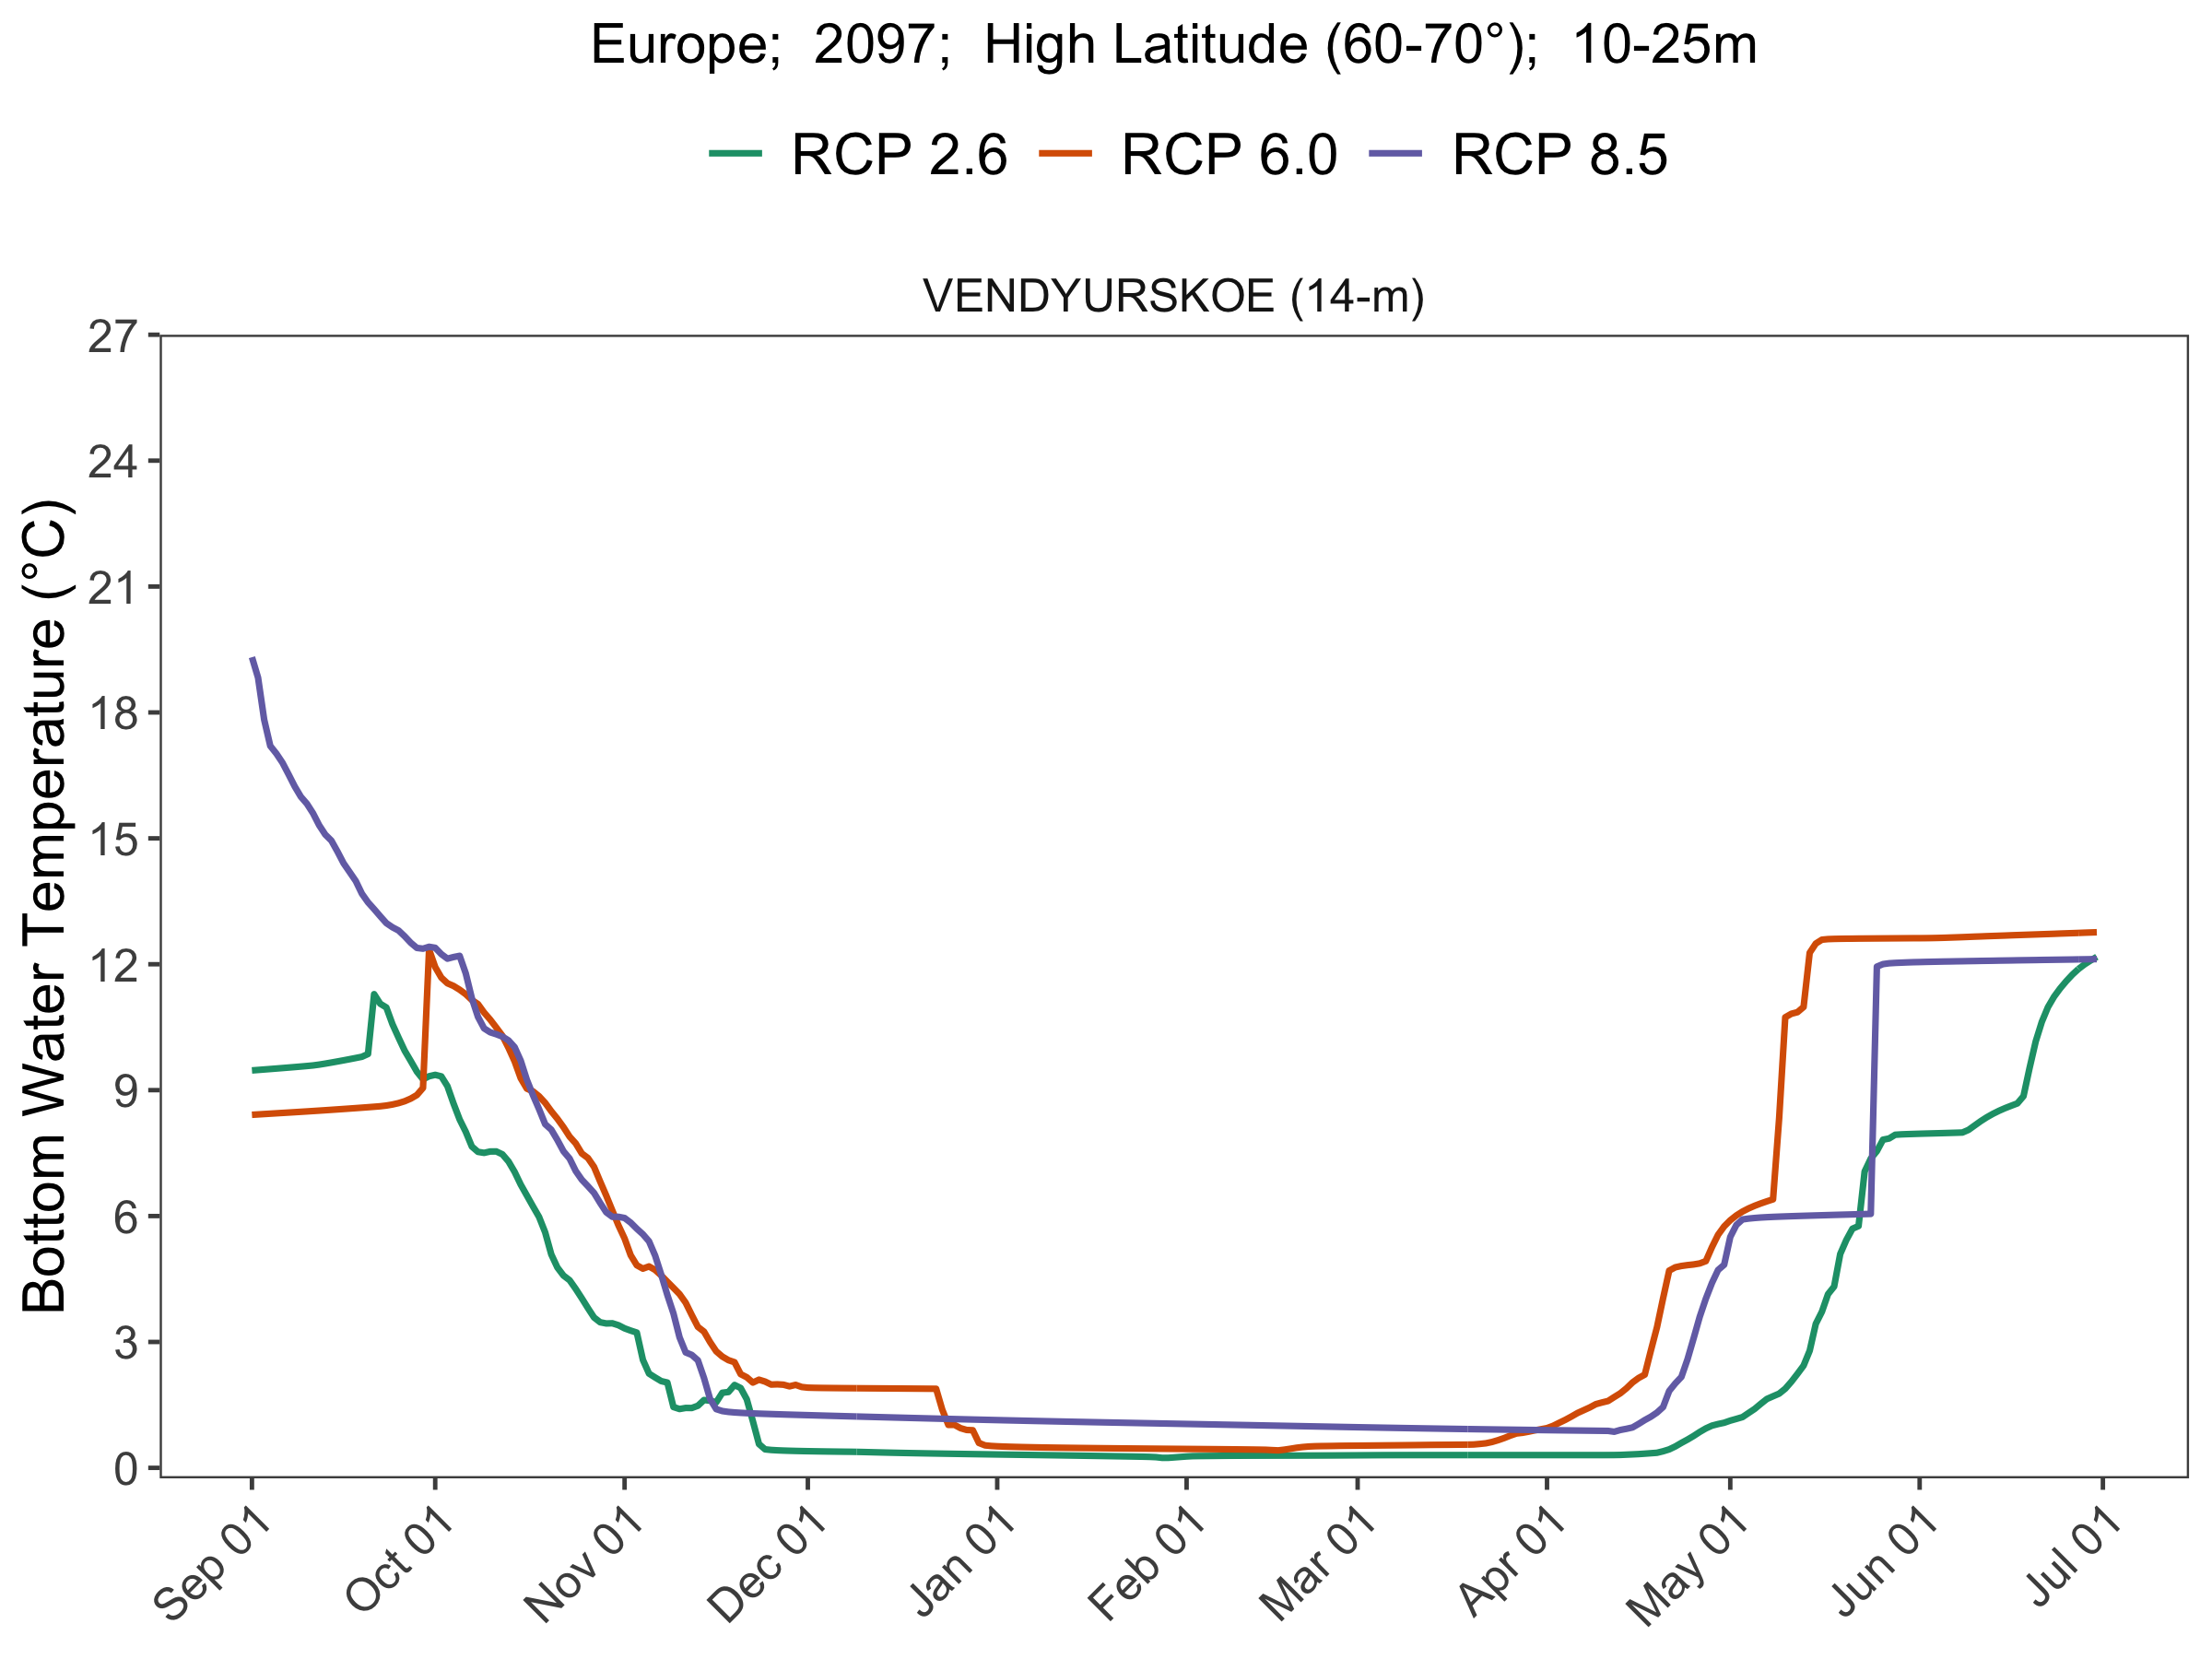 Europe;  2097;  High Latitude (60-70°);  10-25m
RCP 2.6 RCP 6.0 RCP 8.5
VENDYURSKOE (14-m)
Bottom Water Temperature (°C)
27
24
21
18
15
12
9
6
3
0
Sep 01 Oct 01 Nov 01 Dec 01 Jan 01 Feb 01 Mar 01 Apr 01 May 01 Jun 01 Jul 01